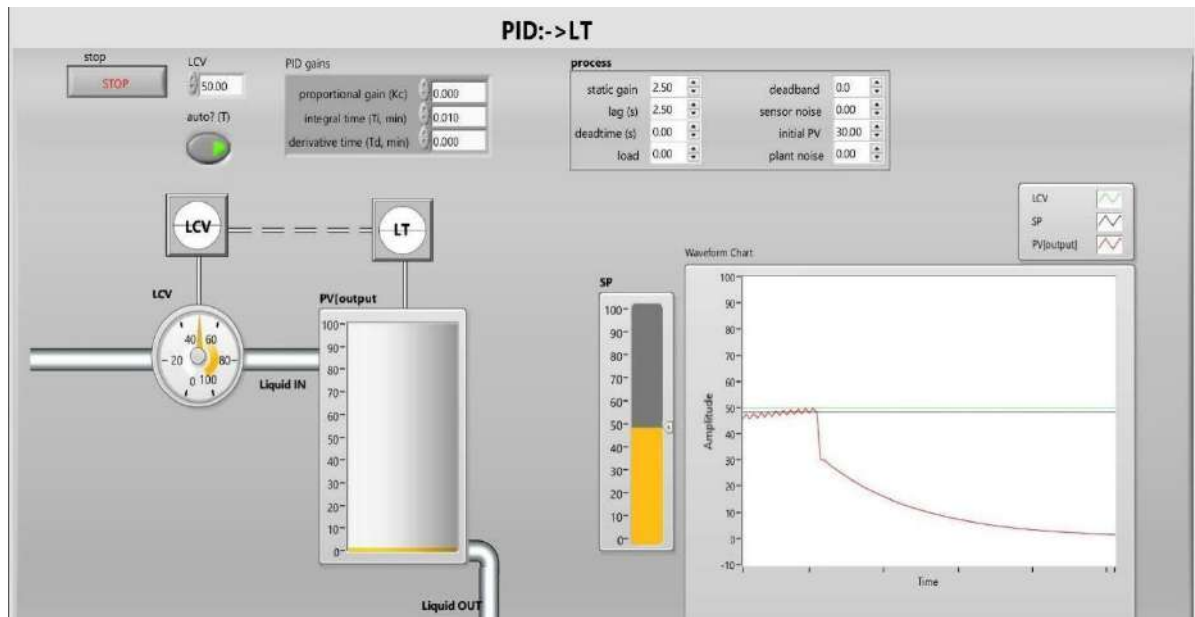 PID:->LT
stop
STOP
LCV
50.00
auto? (T)
PID gains
proportional gain (Kc) 0.000
integral time (Ti, min) 0.010
derivative time (Td, min) 0.000
process
static gain 2.50
lag (s) 2.50
deadtime (s) 0.00
load 0.00
deadband 0.0
sensor noise 0.00
initial PV 30.00
plant noise 0.00
LCV
LT
LCV
0 20 40 60 80 100
Liquid IN
PV[output
100
90
80
70
60
50
40
30
20
10
0
Liquid OUT
SP
100
90
80
70
60
50
40
30
20
10
0
LCV
SP
PV[output]
Waveform Chart
100
90
80
70
60
50
40
30
20
10
0
-10
Amplitude
Time